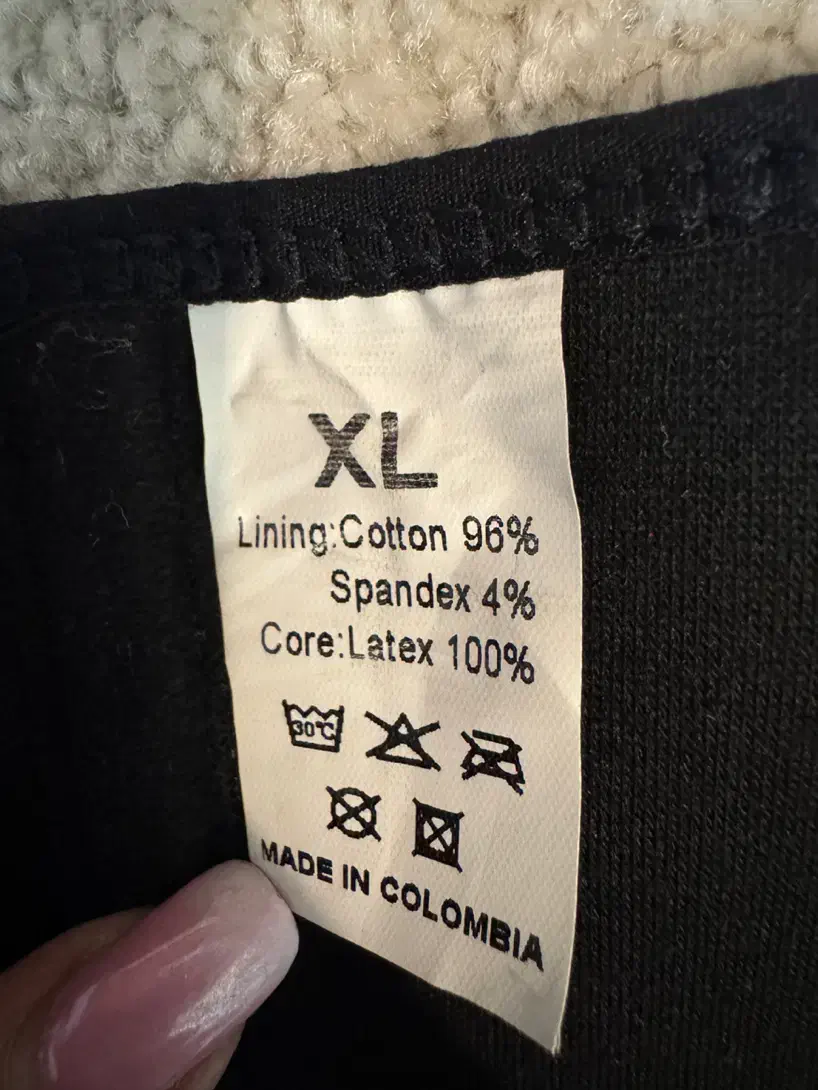 XL
Lining:Cotton 96%
Spandex 4%
Core:Latex 100%
30℃
MADE IN COLOMBIA